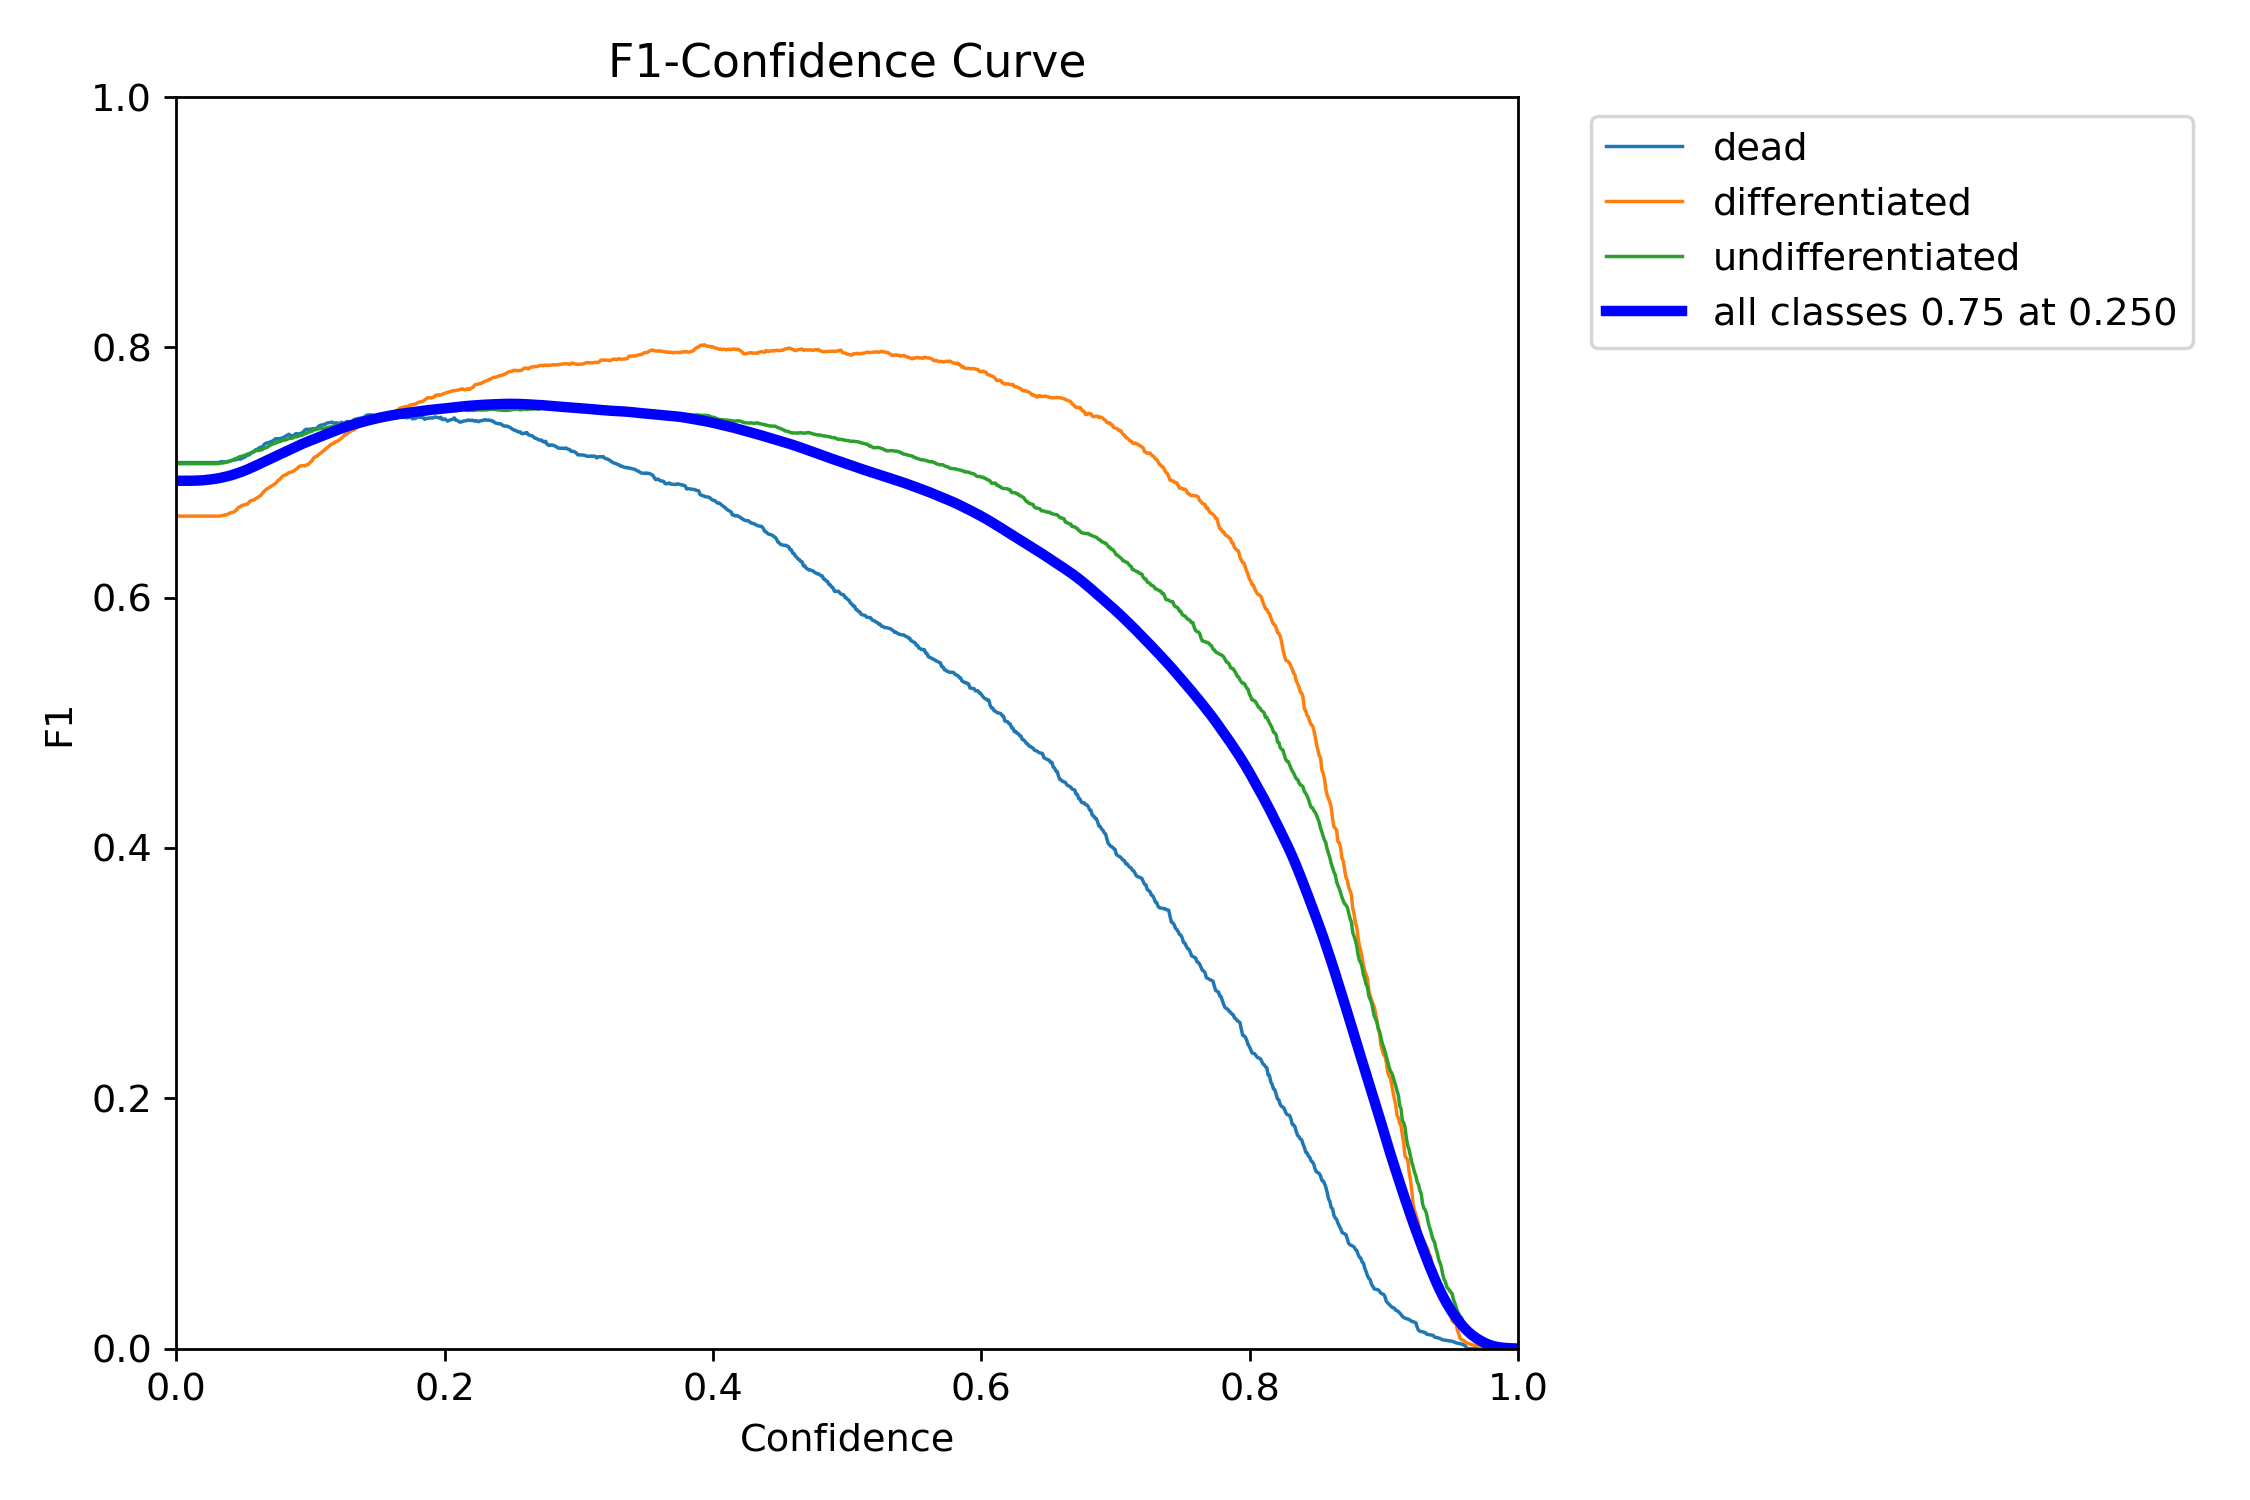 F1-Confidence Curve
1.0
0.8
0.6
0.4
0.2
0.0
F1
0.0 0.2 0.4 0.6 0.8 1.0
Confidence
dead
differentiated
undifferentiated
all classes 0.75 at 0.250